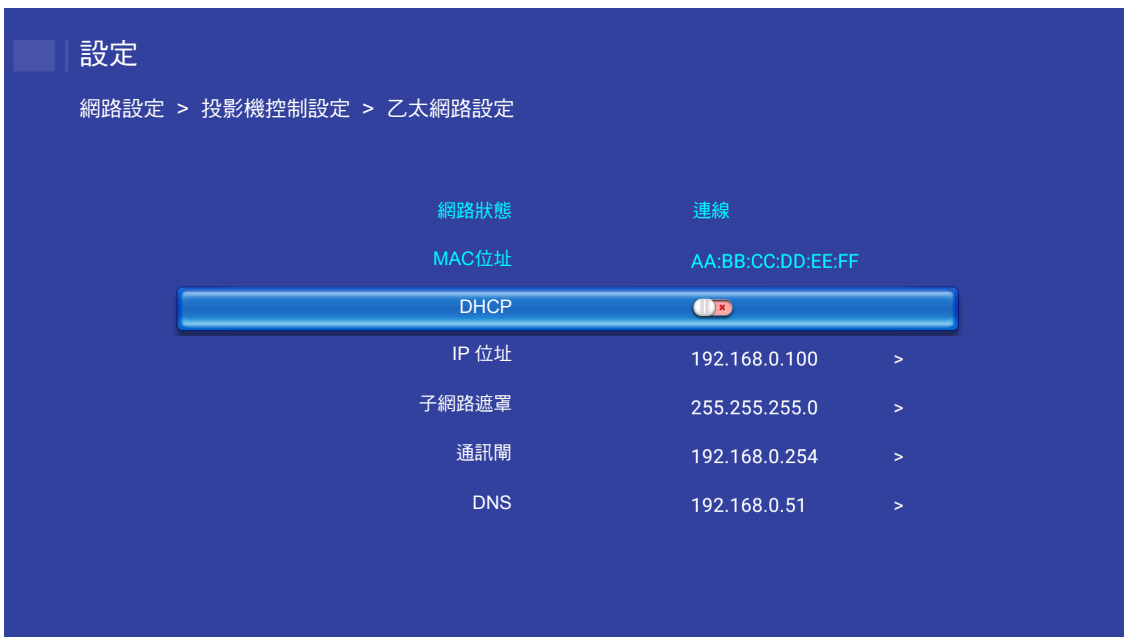 設定
網路設定 > 投影機控制設定 > 乙太網路設定
網路狀態 連線
MAC位址 AA:BB:CC:DD:EE:FF
DHCP
IP 位址 192.168.0.100 >
子網路遮罩 255.255.255.0 >
通訊閘 192.168.0.254 >
DNS 192.168.0.51 >